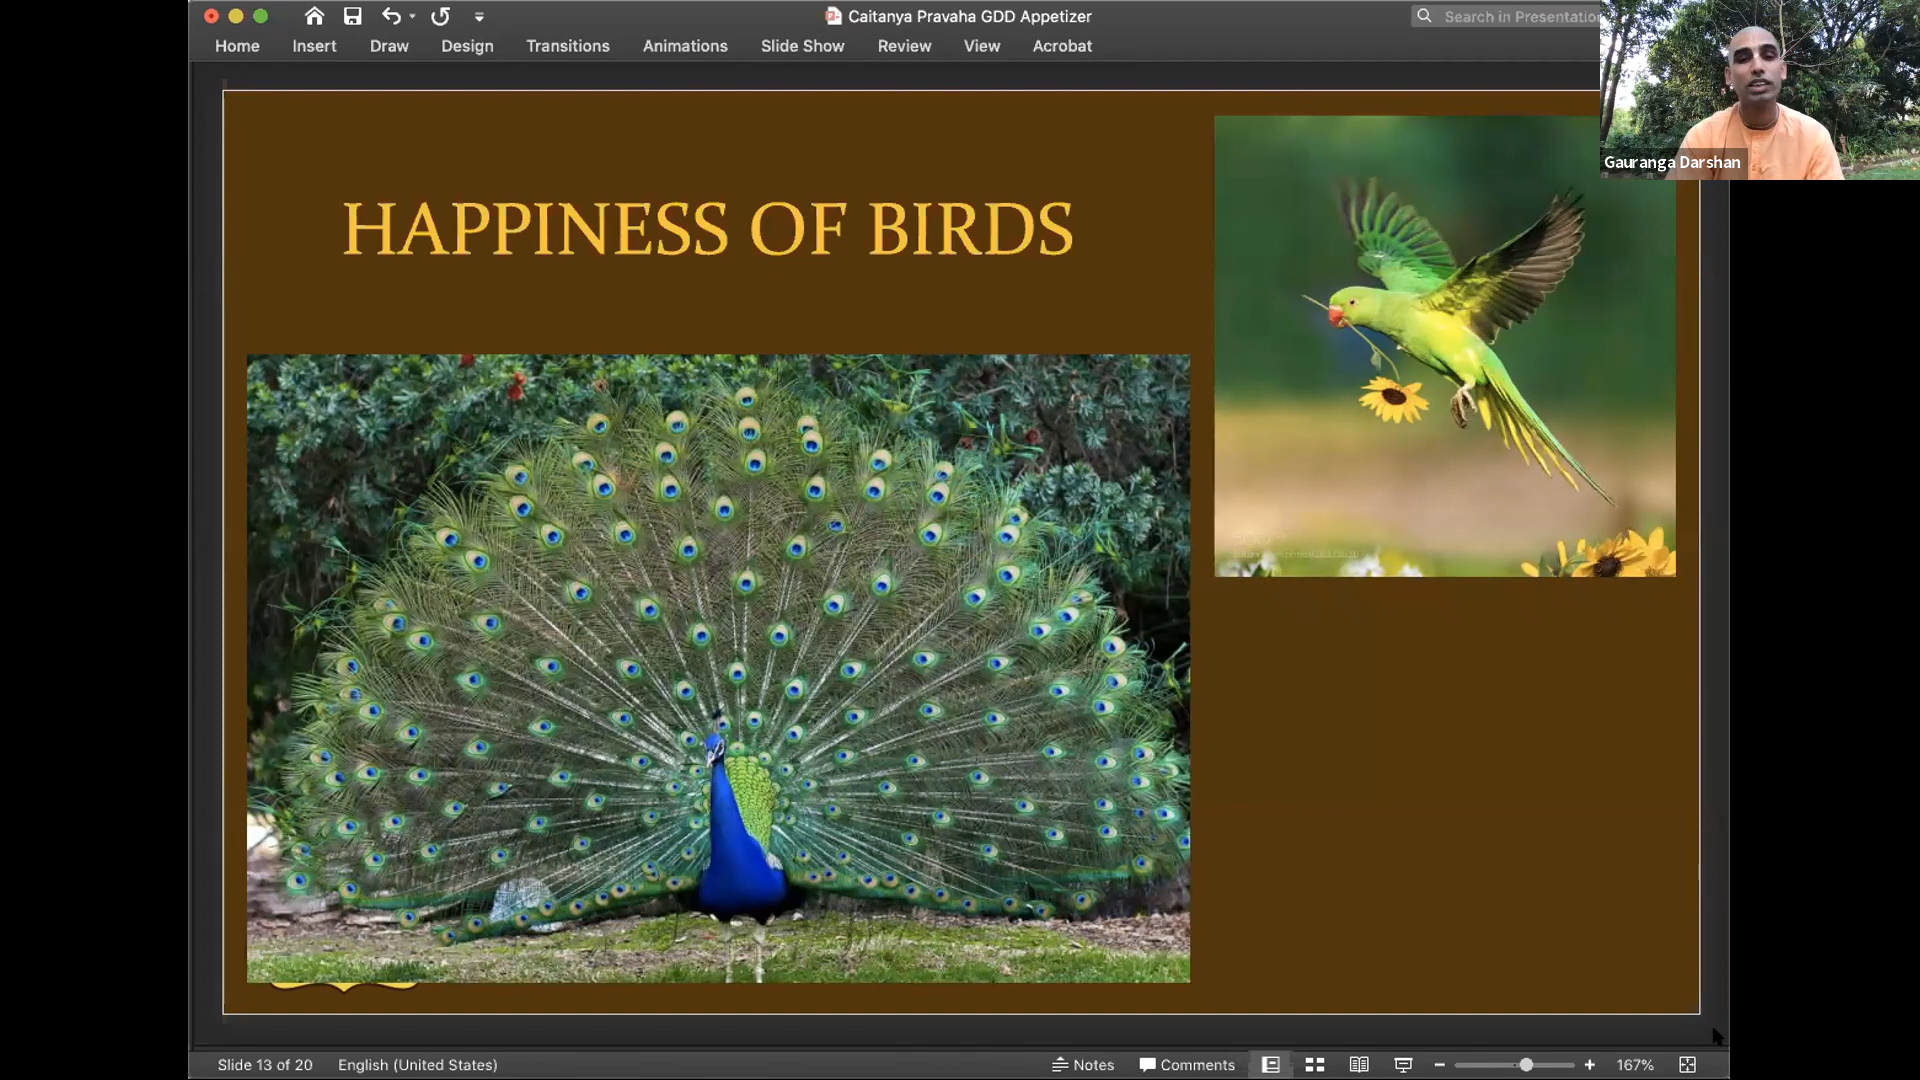 Caitanya Pravaha GDD Appetizer
Search in Presentation
Home Insert Draw Design Transitions Animations Slide Show Review View Acrobat
Gauranga Darshan
HAPPINESS OF BIRDS
Slide 13 of 20 English (United States) Notes Comments 167%